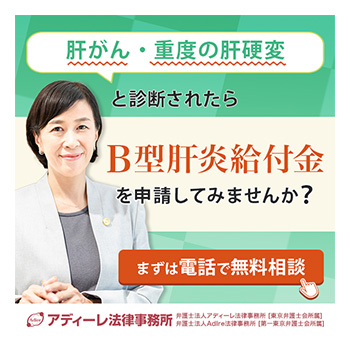 肝がん・重度の肝硬変
と診断されたら
B型肝炎給付金
を申請してみませんか?
まずは電話で無料相談
Adire アディーレ法律事務所 弁護士法人アディーレ法律事務所 [東京弁護士会所属]
弁護士法人AdIre法律事務所 [第一東京弁護士会所属]